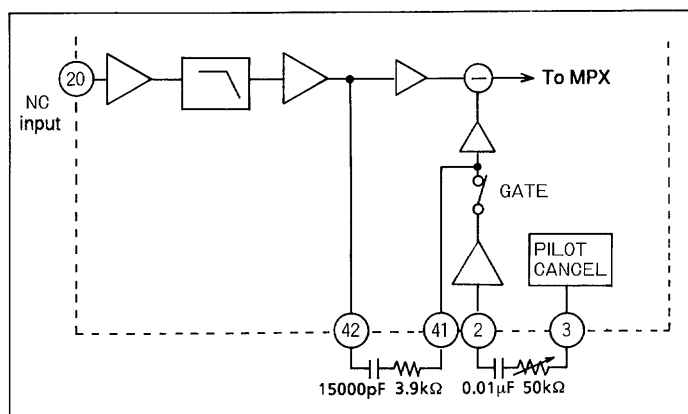 20
NC
input
−
To MPX
GATE
PILOT
CANCEL
42
41
2
3
15000pF 3.9kΩ
0.01μF 50kΩ